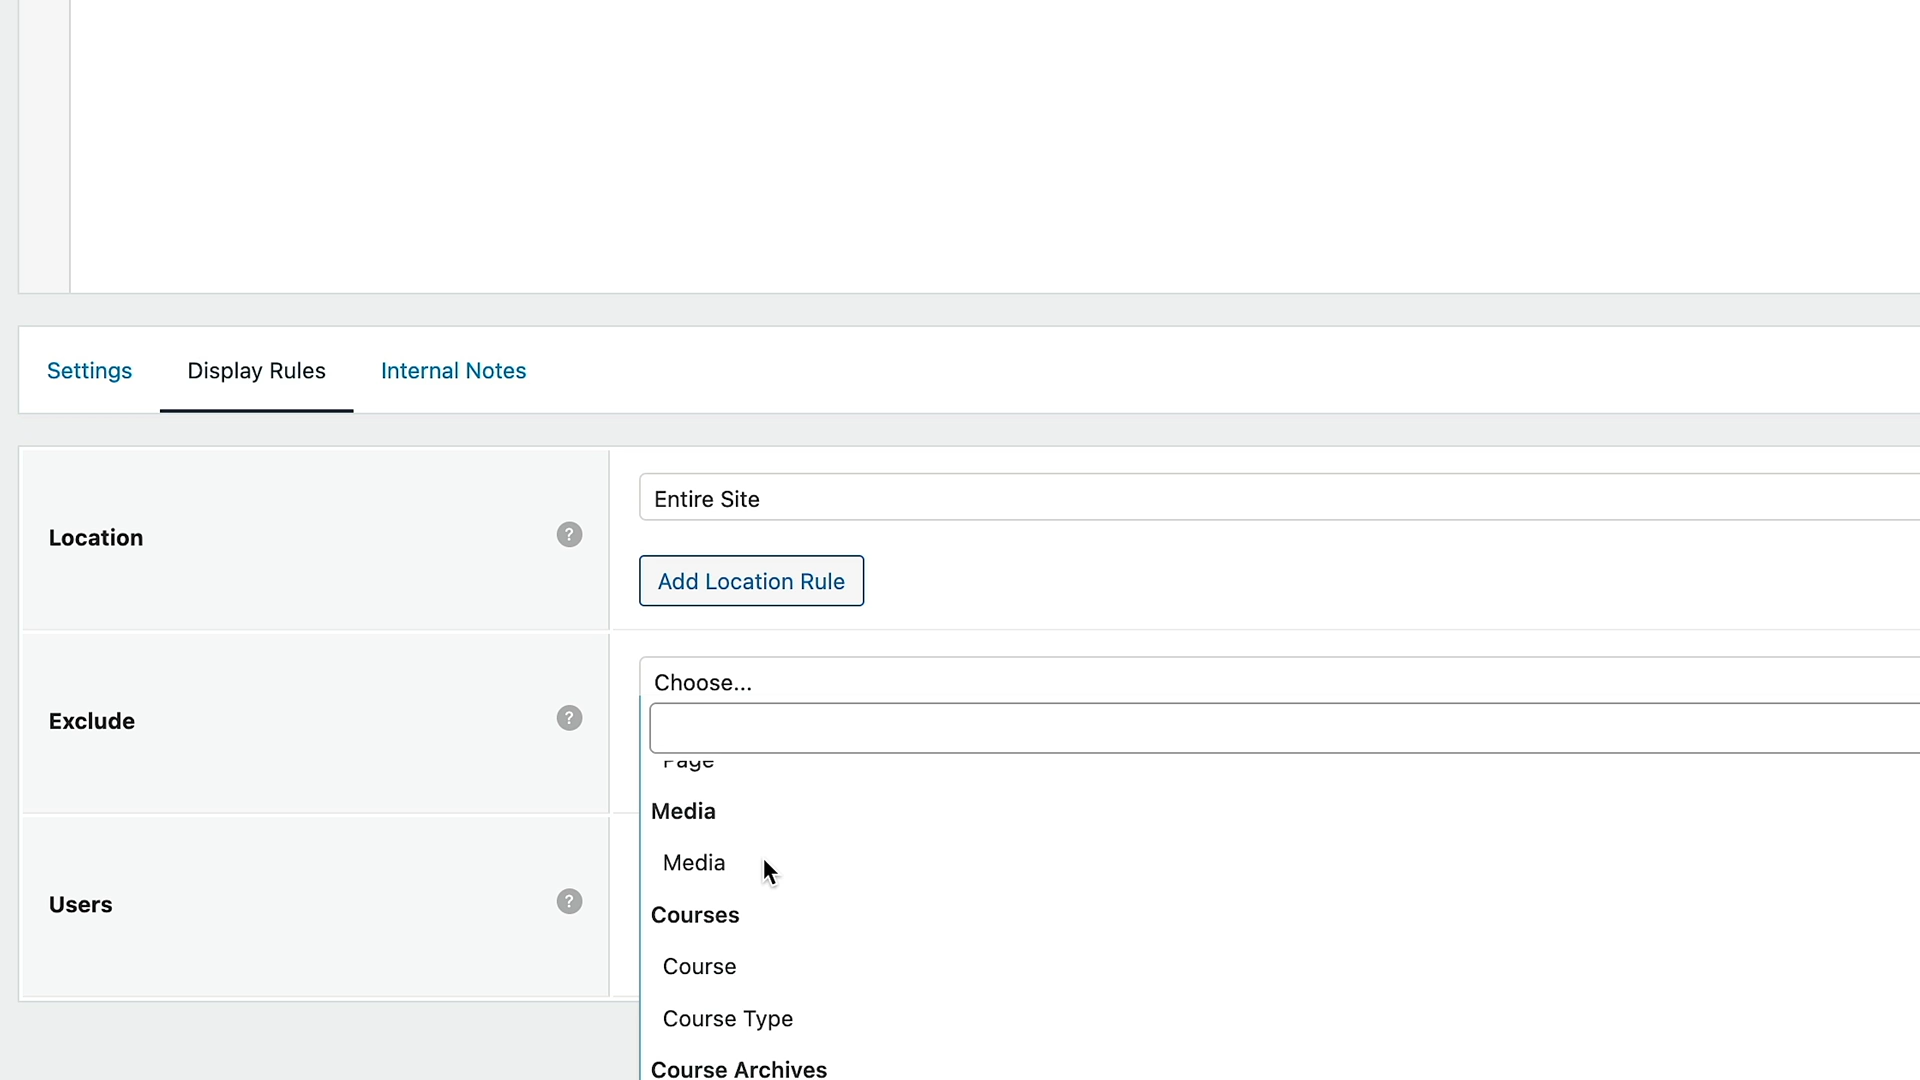 Settings
Display Rules
Internal Notes
Location
?
Entire Site
Add Location Rule
Exclude
?
Choose...
Page
Media
Media
Users
?
Courses
Course
Course Type
Course Archives